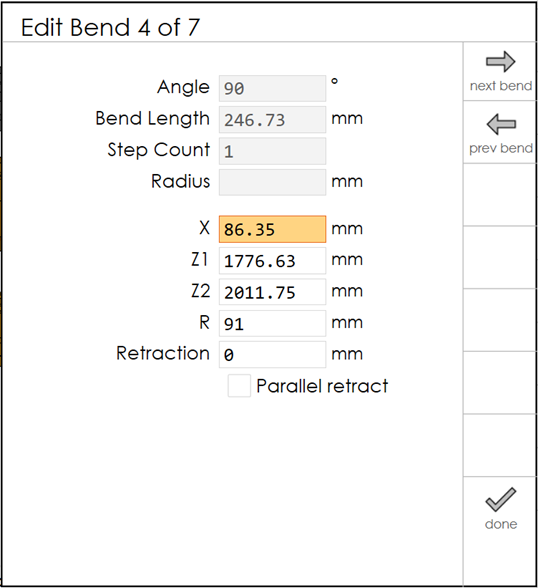 Edit Bend 4 of 7
next bend
prev bend
Angle 90 °
Bend Length 246.73 mm
Step Count 1
Radius mm
X 86.35 mm
Z1 1776.63 mm
Z2 2011.75 mm
R 91 mm
Retraction 0 mm
Parallel retract
done